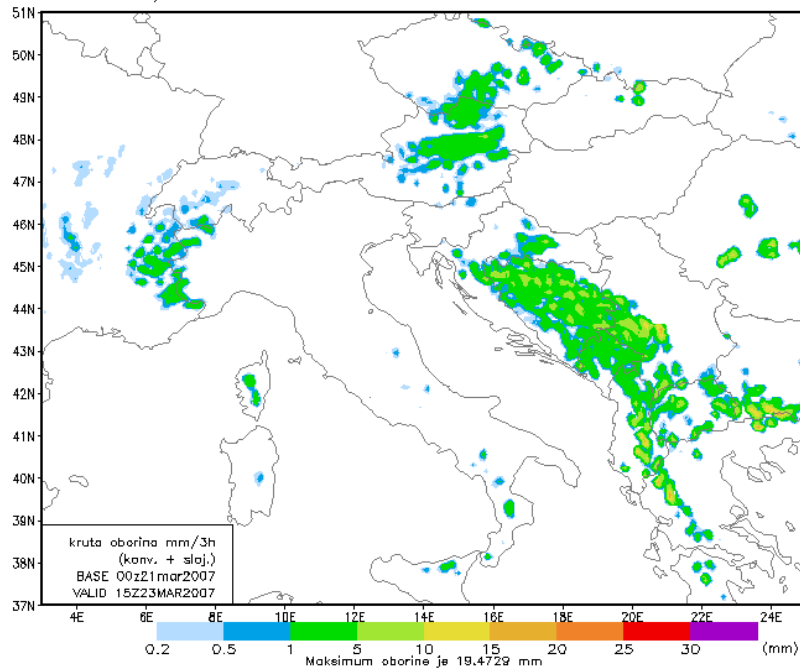 51N
50N
49N
48N
47N
46N
45N
44N
43N
42N
41N
40N
39N
38N
37N
kruta oborina mm/3h
(konv. + sloj.)
BASE 00z21mar2007
VALID 15Z23MAR2007
4E 6E 8E 10E 12E 14E 16E 18E 20E 22E 24E
0.2 0.5 1 5 10 15 20 25 30 (mm)
Maksimum oborine je 19.4729 mm